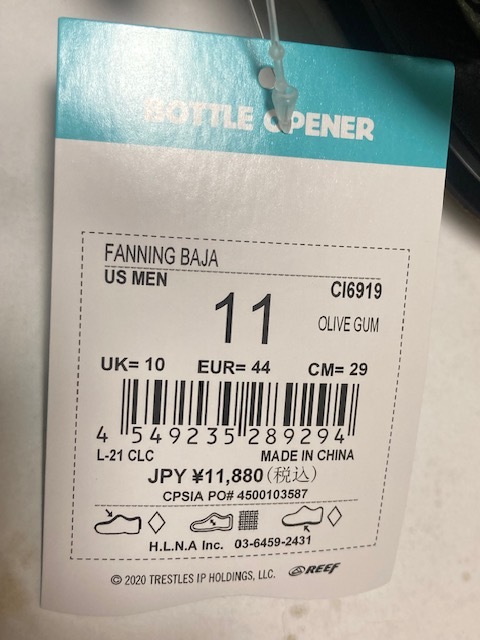 BOTTLE OPENER
FANNING BAJA
US MEN
CI6919
11
OLIVE GUM
UK= 10 EUR= 44 CM= 29
4 549235 289294
L-21 CLC MADE IN CHINA
JPY ¥11,880(税込)
CPSIA PO# 4500103587
H.L.N.A Inc. 03-6459-2431
© 2020 TRESTLES IP HOLDINGS, LLC. REEF